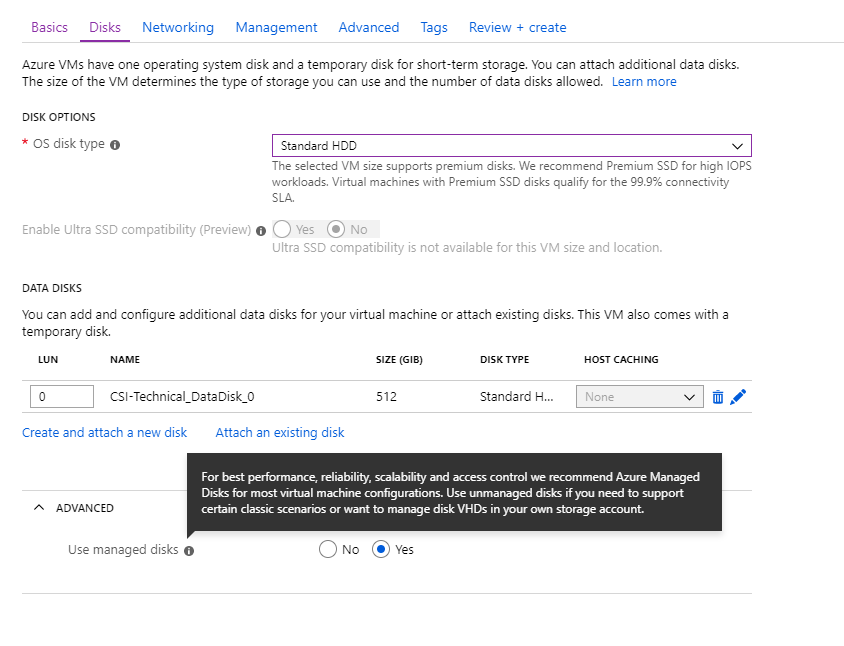 Basics Disks Networking Management Advanced Tags Review + create
Azure VMs have one operating system disk and a temporary disk for short-term storage. You can attach additional data disks.
The size of the VM determines the type of storage you can use and the number of data disks allowed. Learn more
DISK OPTIONS
* OS disk type
Standard HDD
The selected VM size supports premium disks. We recommend Premium SSD for high IOPS
workloads. Virtual machines with Premium SSD disks qualify for the 99.9% connectivity
SLA.
Enable Ultra SSD compatibility (Preview) Yes No
Ultra SSD compatibility is not available for this VM size and location.
DATA DISKS
You can add and configure additional data disks for your virtual machine or attach existing disks. This VM also comes with a
temporary disk.
LUN NAME SIZE (GIB) DISK TYPE HOST CACHING
0 CSI-Technical_DataDisk_0 512 Standard H... None
Create and attach a new disk Attach an existing disk
For best performance, reliability, scalability and access control we recommend Azure Managed
Disks for most virtual machine configurations. Use unmanaged disks if you need to support
certain classic scenarios or want to manage disk VHDs in your own storage account.
ADVANCED
Use managed disks No Yes